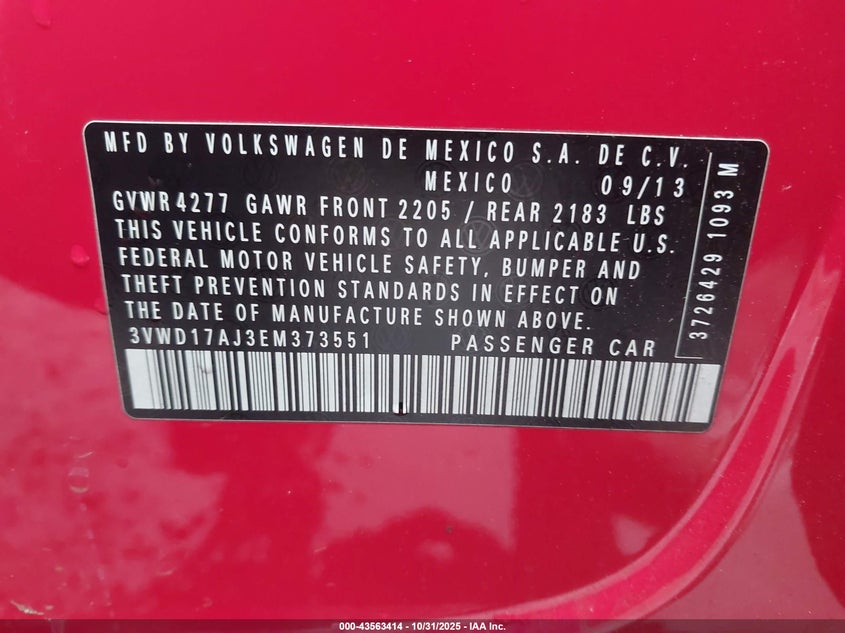 MFD BY VOLKSWAGEN DE MEXICO S.A. DE C.V.
MEXICO 09/13
GVWR 4277 GAWR FRONT 2205 / REAR 2183 LBS
THIS VEHICLE CONFORMS TO ALL APPLICABLE U.S.
FEDERAL MOTOR VEHICLE SAFETY, BUMPER AND
THEFT PREVENTION STANDARDS IN EFFECT ON
THE DATE OF MANUFACTURE SHOWN ABOVE.
3VWD17AJ3EM373551 PASSENGER CAR
3726429 1093 M
000-43563414 - 10/31/2025 - IAA Inc.